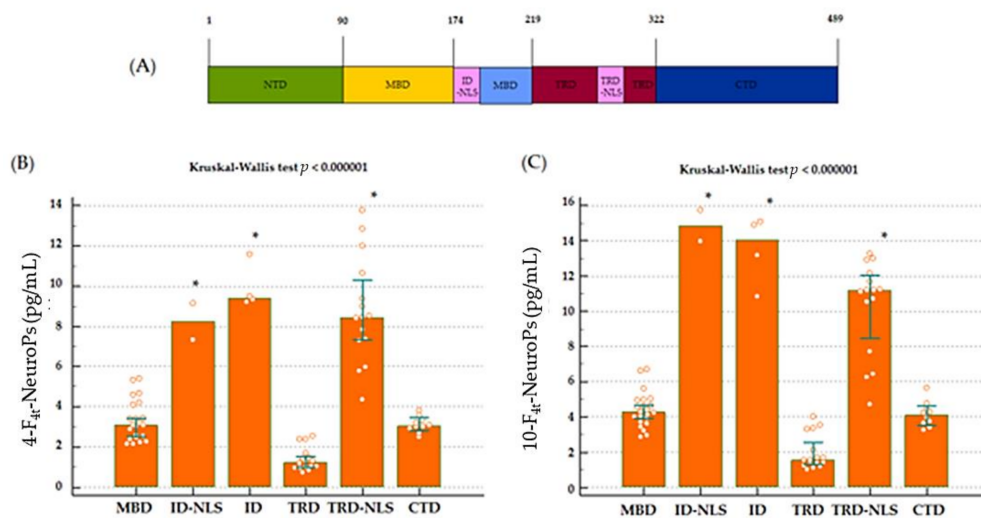 1 90 174 219 322 489
(A)
NTD MBD ID -NLS MBD TRD TRD -NLS TRD CTD
(B)
Kruskal-Wallis test p < 0.000001
4-F4t-NeuroPs (pg/mL)
14
12
10
8
6
4
2
0
* * *
MBD ID-NLS ID TRD TRD-NLS CTD
(C)
Kruskal-Wallis test p < 0.000001
10-F4t-NeuroPs (pg/mL)
16
14
12
10
8
6
4
2
0
* * *
MBD ID-NLS ID TRD TRD-NLS CTD